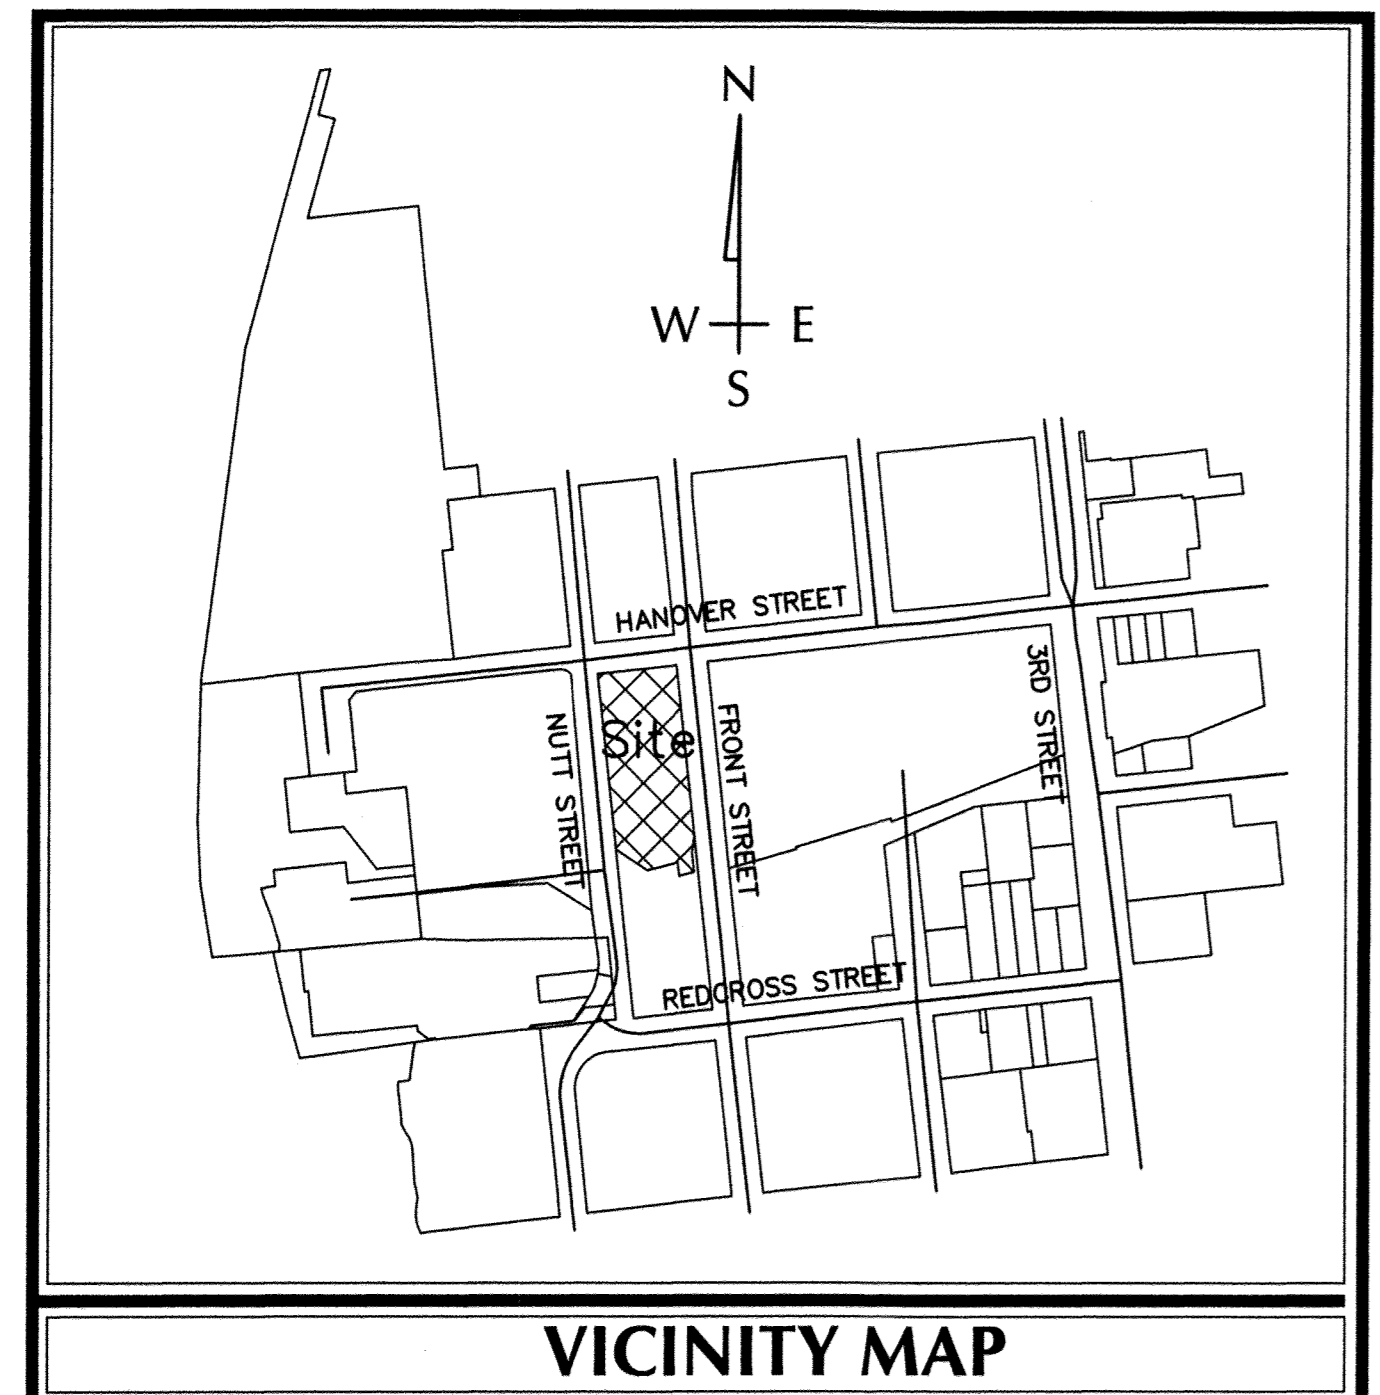 N
W E
S
HANOVER STREET
3RD STREET
NUTT STREET
Site
FRONT STREET
REDCROSS STREET
VICINITY MAP